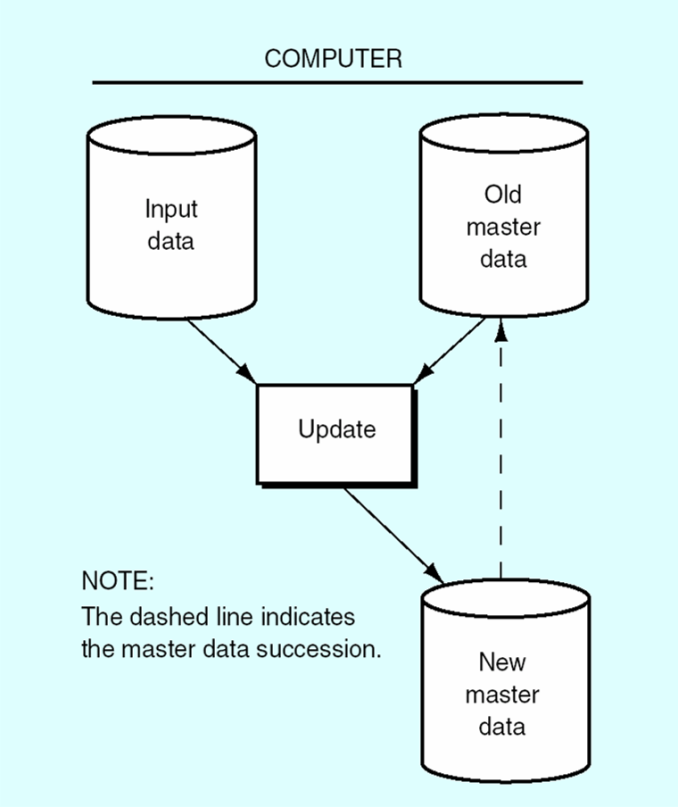 COMPUTER
Input
data
Old
master
data
Update
NOTE:
The dashed line indicates
the master data succession.
New
master
data